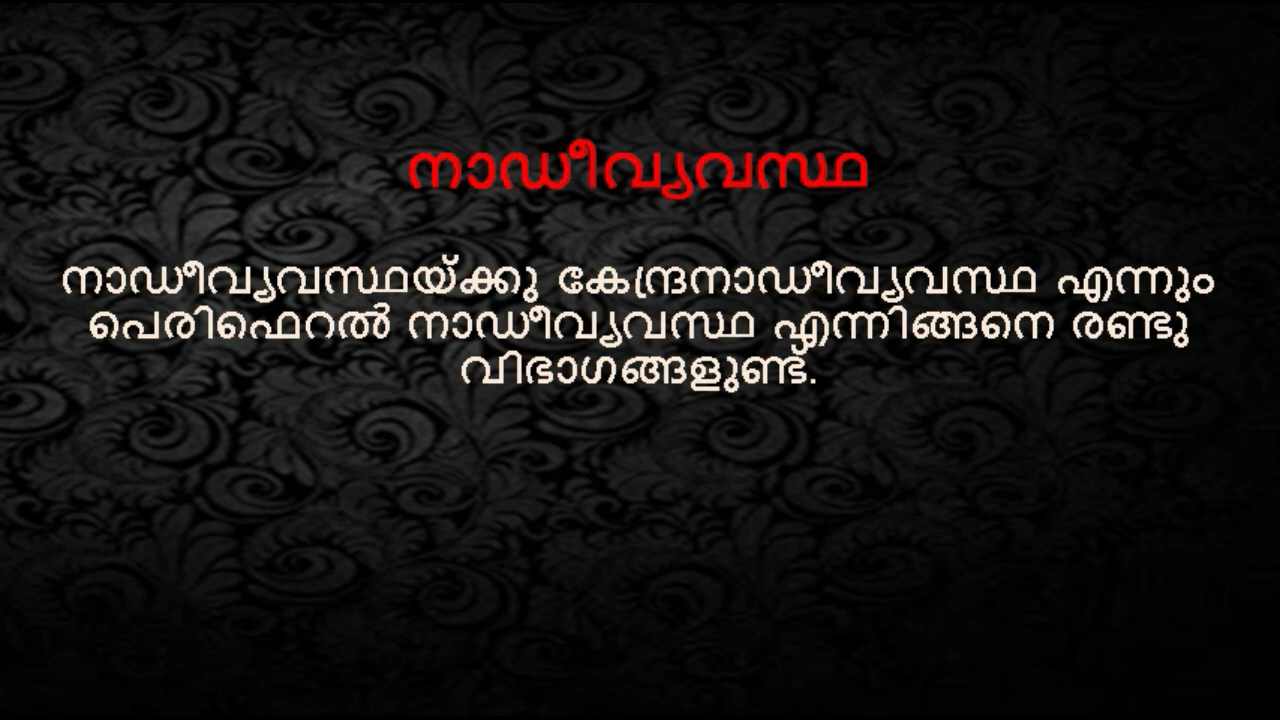 നാഡീവ്യവസ്ഥ
നാഡീവ്യവസ്ഥയ്ക്കു കേന്ദ്രനാഡീവ്യവസ്ഥ എന്നും
പെരിഫെറൽ നാഡീവ്യവസ്ഥ എന്നിങ്ങനെ രണ്ടു
വിഭാഗങ്ങളുണ്ട്.